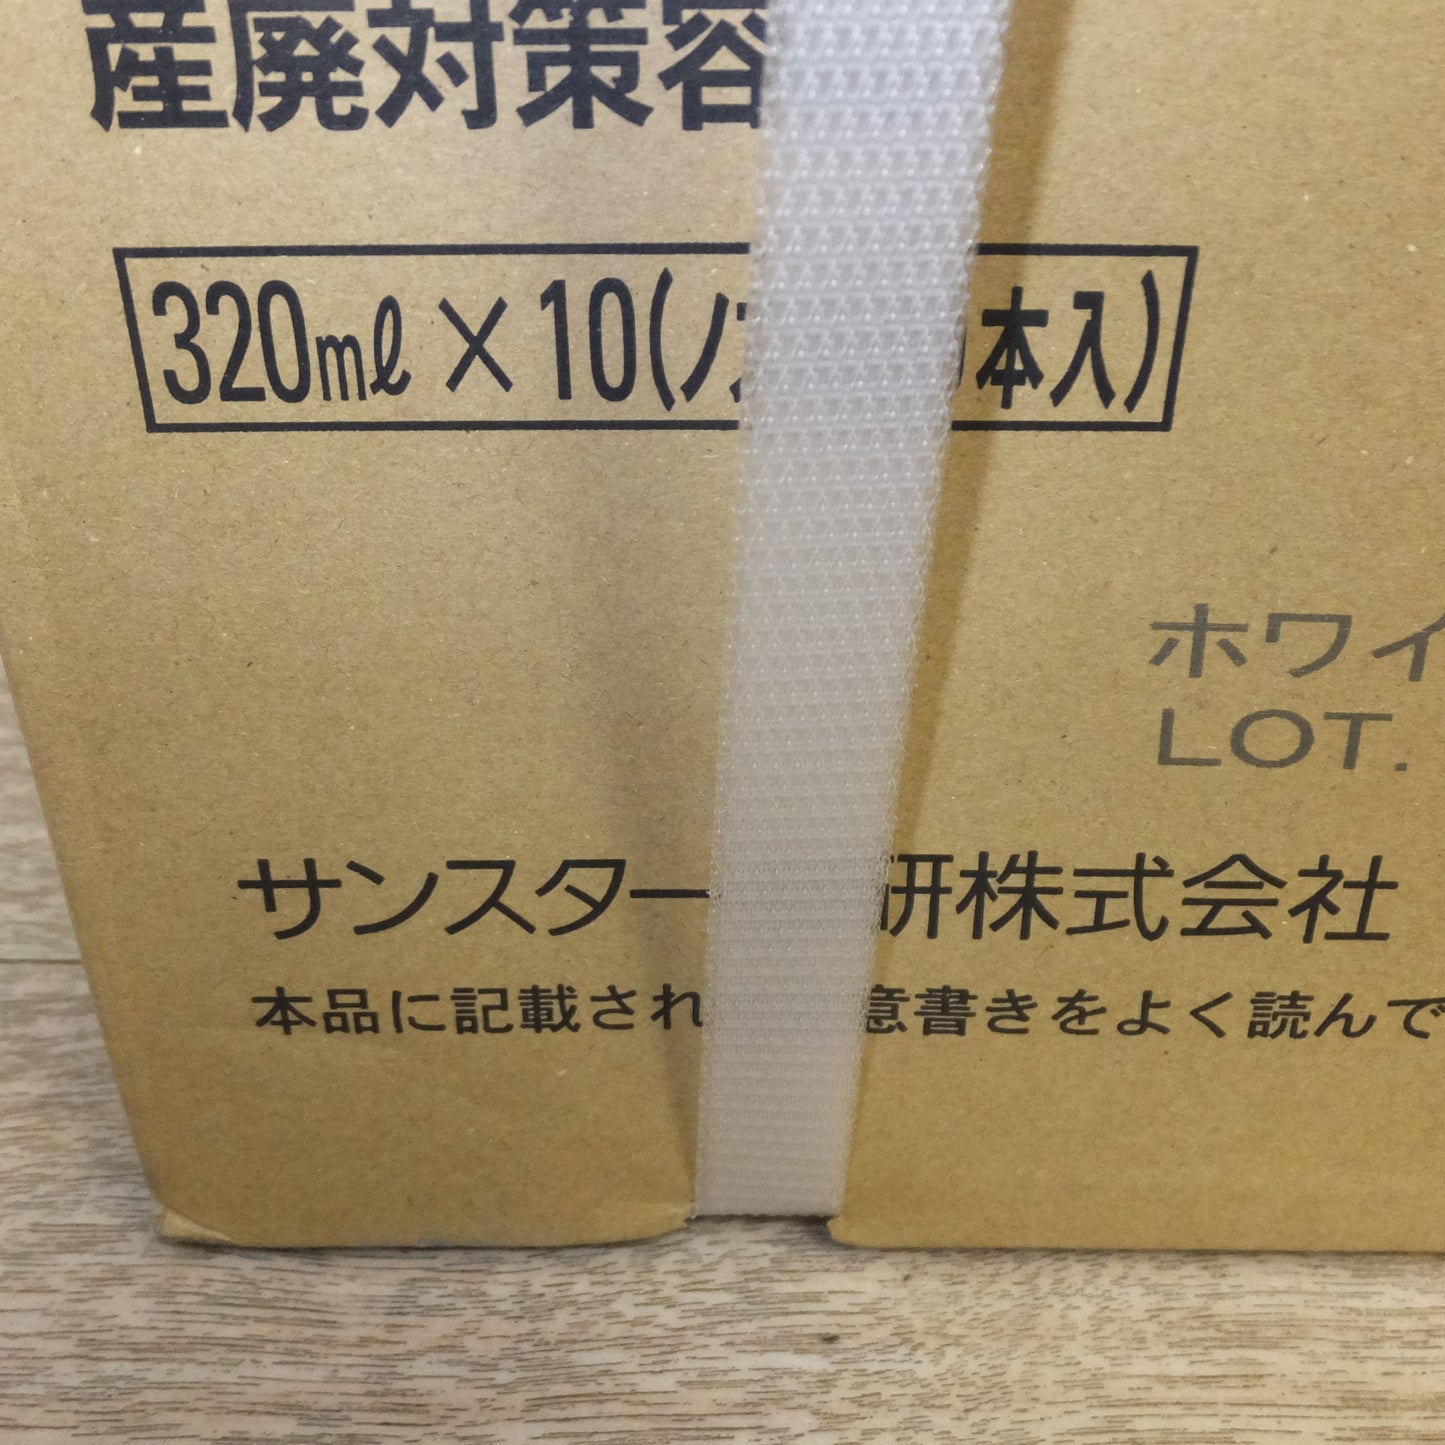 産廃対策容
320ml×10(ノズ 本入)
ホワイ
LOT.
サンスター 研株式会社
本品に記載され 意書きをよく読んで